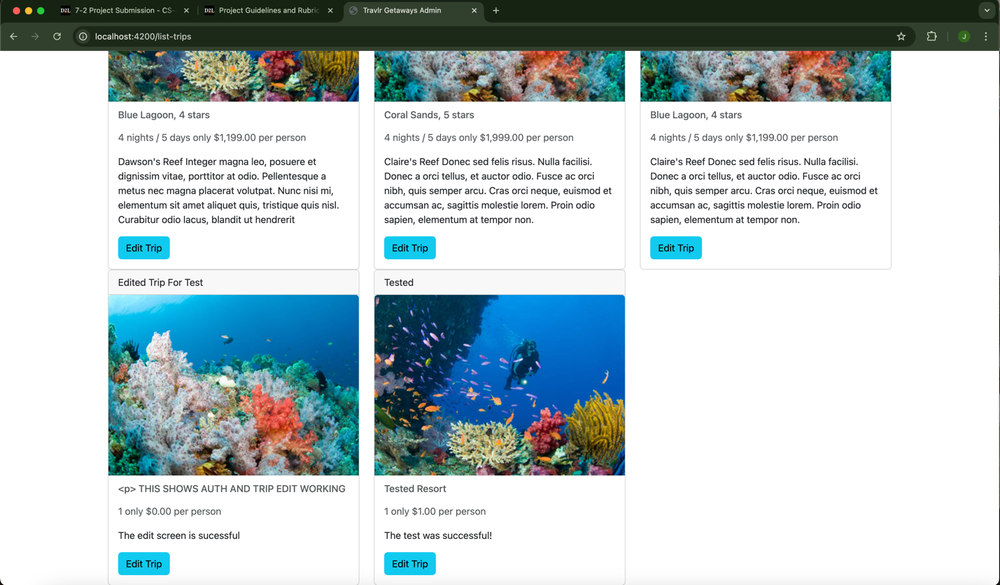 7-2 Project Submission - CS-
Project Guidelines and Rubric
Travlr Getaways Admin
localhost:4200/list-trips
J
Blue Lagoon, 4 stars
4 nights / 5 days only $1,199.00 per person
Dawson's Reef Integer magna leo, posuere et
dignissim vitae, porttitor at odio. Pellentesque a
metus nec magna placerat volutpat. Nunc nisi mi,
elementum sit amet aliquet quis, tristique quis nisl.
Curabitur odio lacus, blandit ut hendrerit
Edit Trip
Coral Sands, 5 stars
4 nights / 5 days only $1,999.00 per person
Claire's Reef Donec sed felis risus. Nulla facilisi.
Donec a orci tellus, et auctor odio. Fusce ac orci
nibh, quis semper arcu. Cras orci neque, euismod et
accumsan ac, sagittis molestie lorem. Proin odio
sapien, elementum at tempor non.
Edit Trip
Blue Lagoon, 4 stars
4 nights / 5 days only $1,199.00 per person
Claire's Reef Donec sed felis risus. Nulla facilisi.
Donec a orci tellus, et auctor odio. Fusce ac orci
nibh, quis semper arcu. Cras orci neque, euismod et
accumsan ac, sagittis molestie lorem. Proin odio
sapien, elementum at tempor non.
Edit Trip
Edited Trip For Test
<p> THIS SHOWS AUTH AND TRIP EDIT WORKING
1 only $0.00 per person
The edit screen is sucessful
Edit Trip
Tested
Tested Resort
1 only $1.00 per person
The test was successful!
Edit Trip